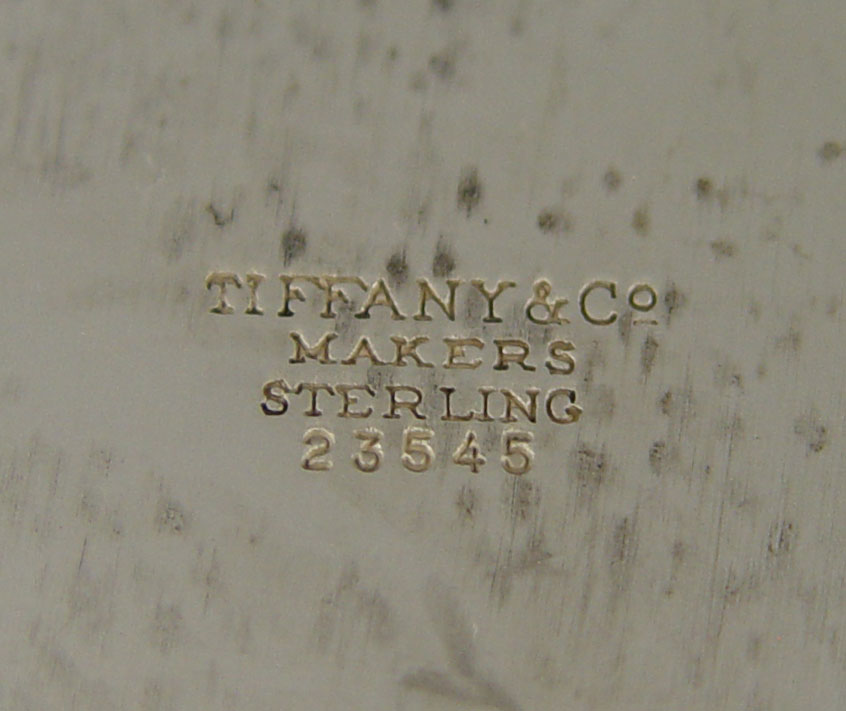 TIFFANY & Cº
MAKERS
STERLING
23545